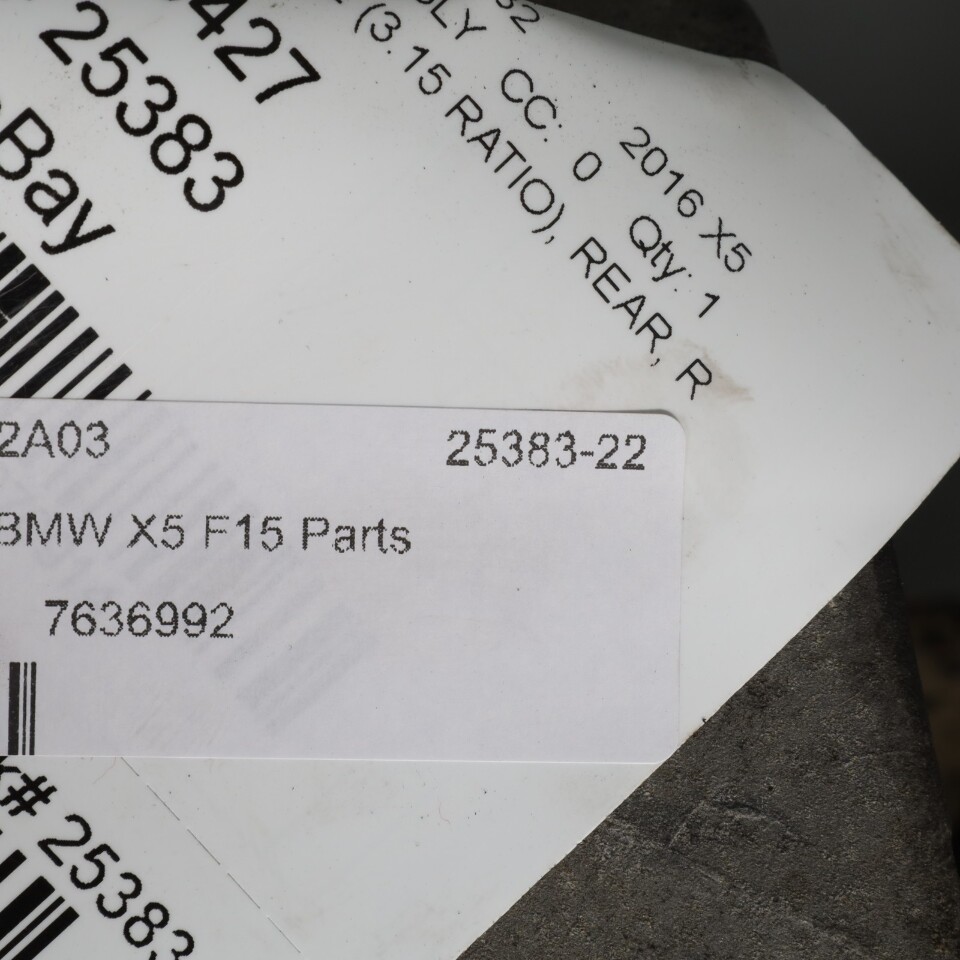 427
25383
Bay
2016 X5
CC: 0 Qty: 1
(3.15 RATIO), REAR, R
2A03 25383-22
BMW X5 F15 Parts
7636992
# 25383